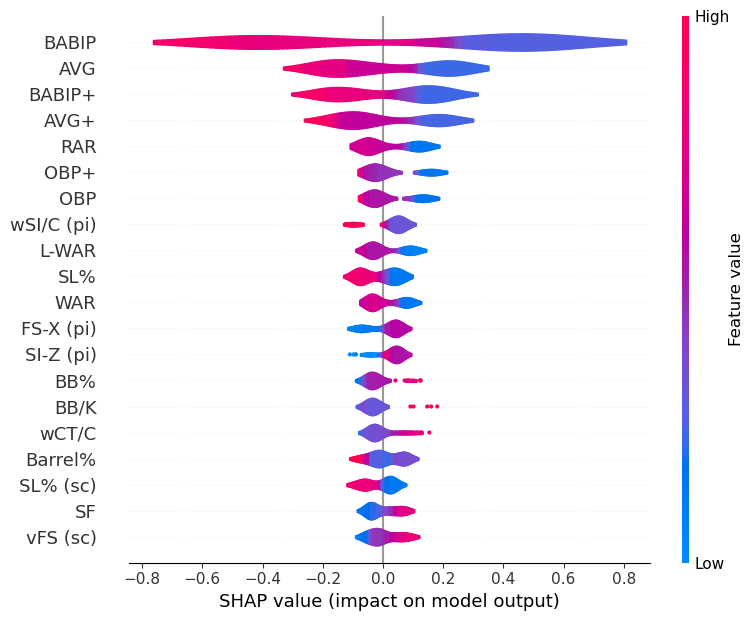 High
BABIP
AVG
BABIP+
AVG+
RAR
OBP+
OBP
wSI/C (pi)
L-WAR
SL%
WAR
FS-X (pi)
SI-Z (pi)
BB%
BB/K
wCT/C
Barrel%
SL% (sc)
SF
vFS (sc)
Feature value
Low
−0.8 −0.6 −0.4 −0.2 0.0 0.2 0.4 0.6 0.8
SHAP value (impact on model output)